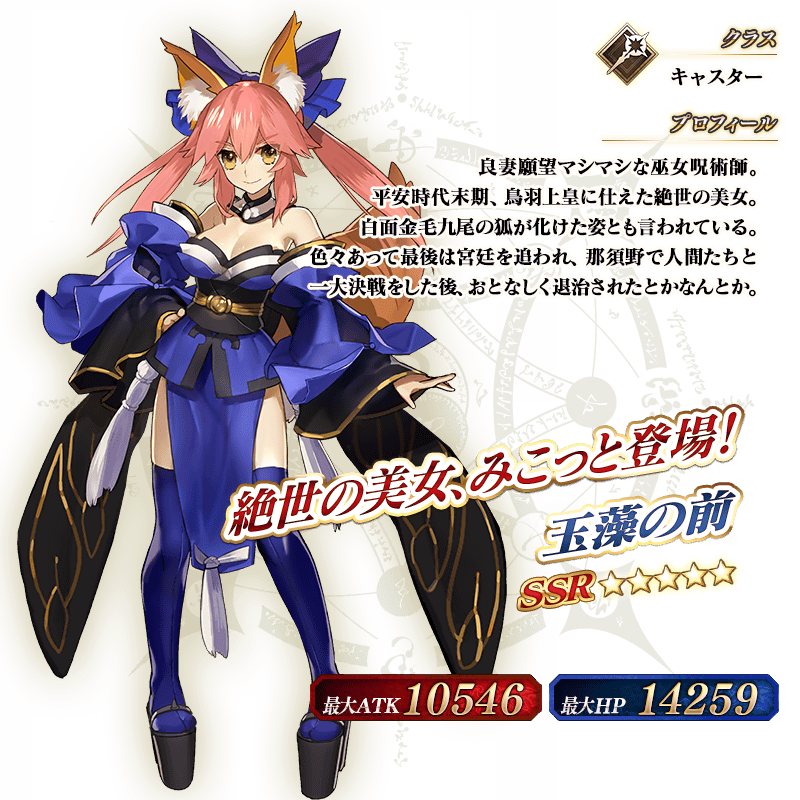 クラス
キャスター
プロフィール
良妻願望マシマシな巫女呪術師。
平安時代末期、鳥羽上皇に仕えた絶世の美女。
白面金毛九尾の狐が化けた姿とも言われている。
色々あって最後は宮廷を追われ、那須野で人間たちと
一大決戦をした後、おとなしく退治されたとかなんとか。
絶世の美女、みこっと登場!
玉藻の前
SSR ☆☆☆☆☆
最大ATK 10546
最大HP 14259